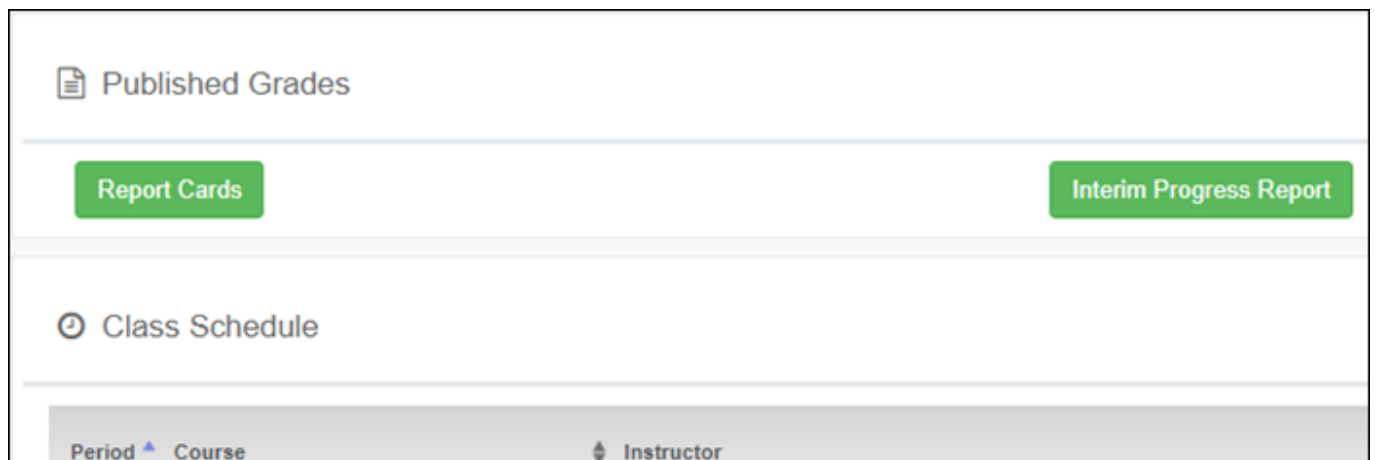 Published Grades
Report Cards Interim Progress Report
Class Schedule
Period Course Instructor